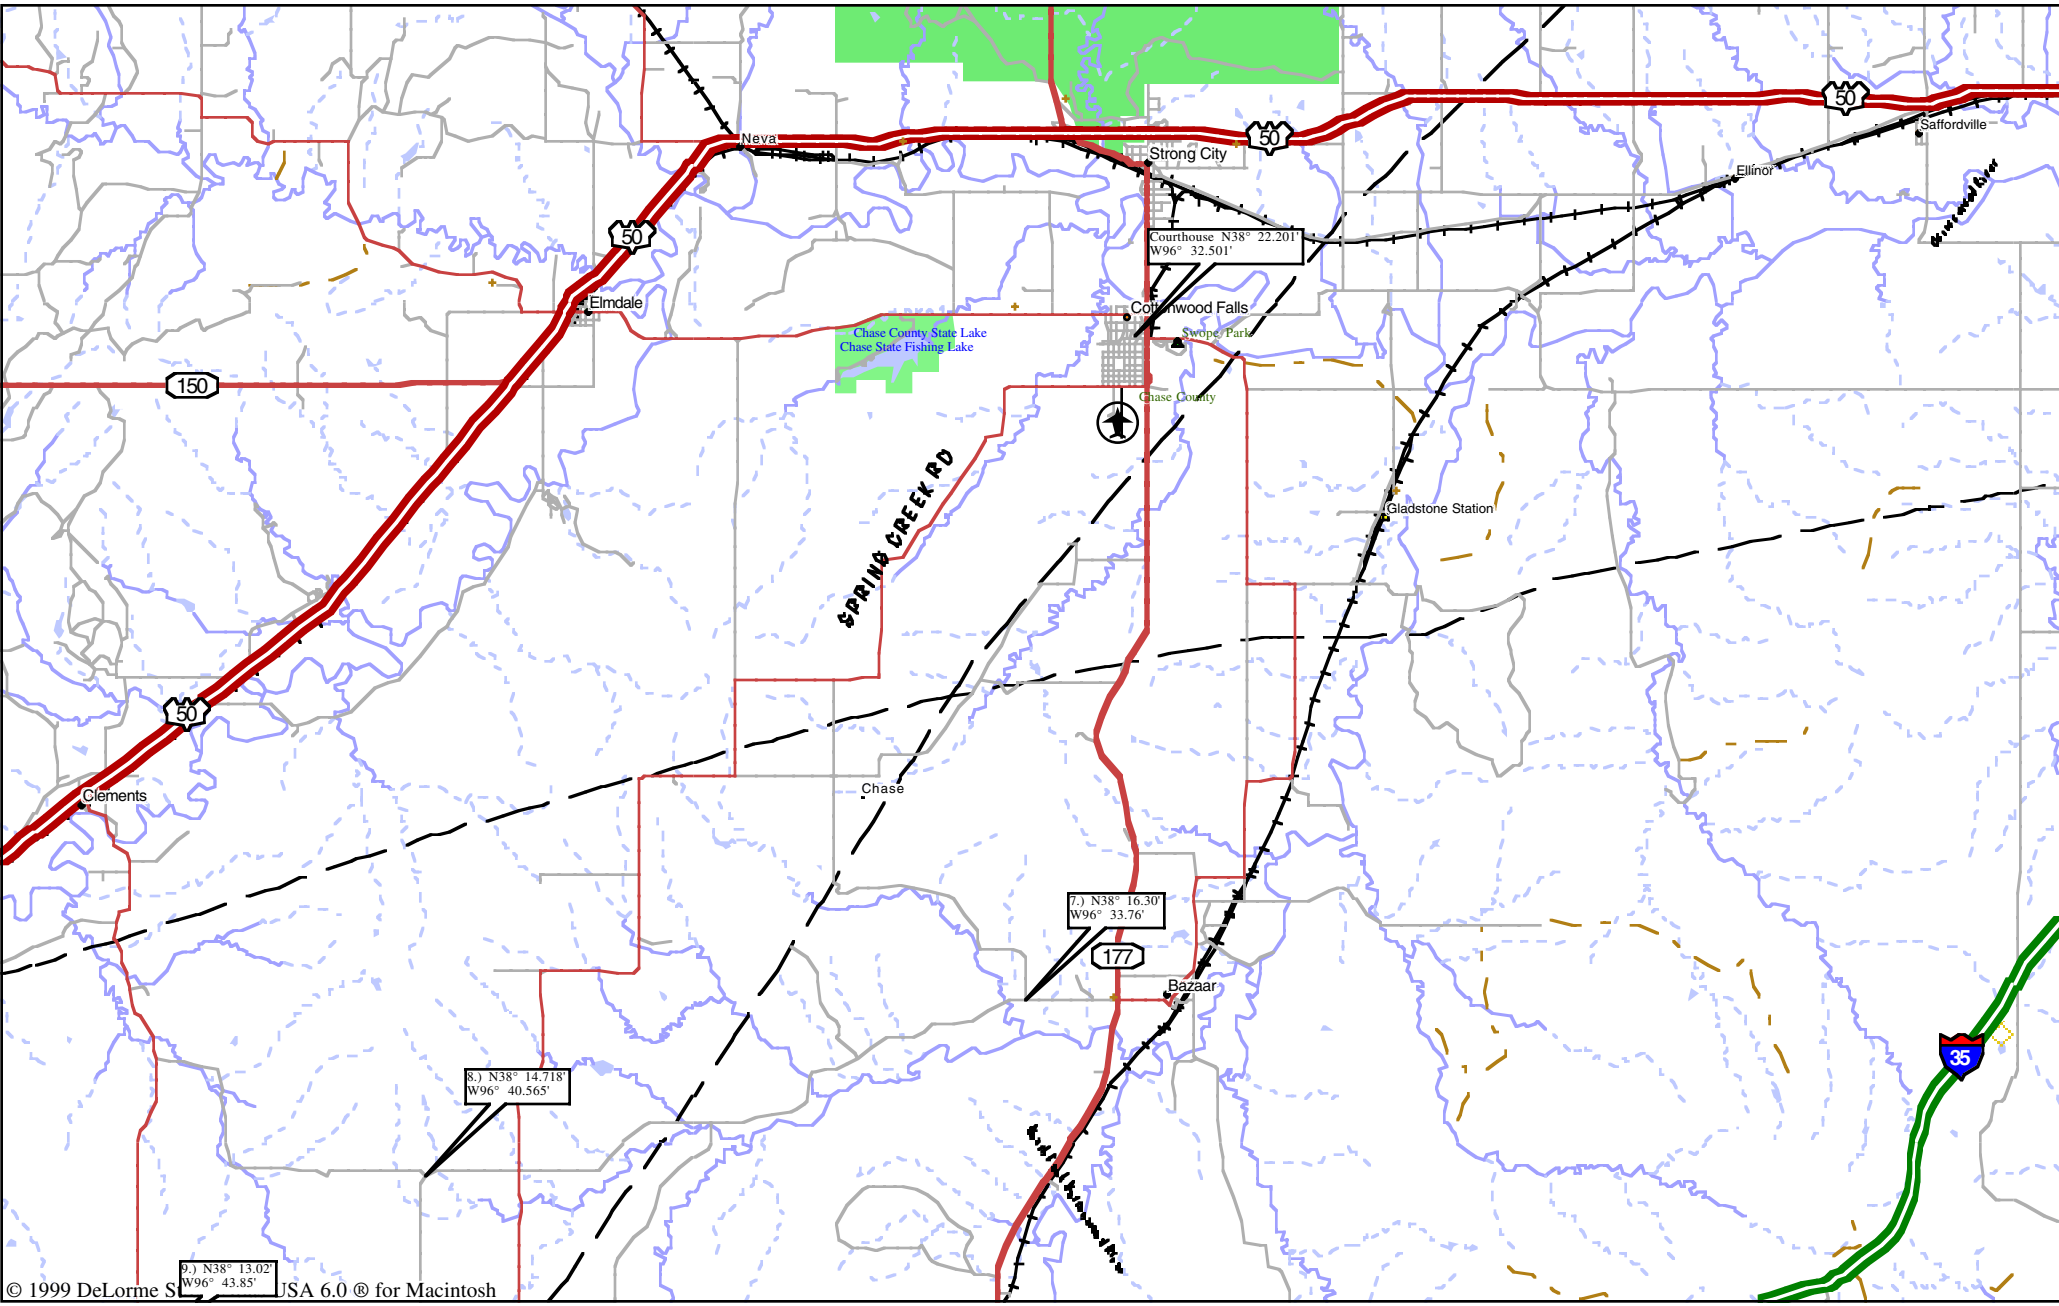 50
Saffordville
Neva
50
Strong City
Ellinor
50
Courthouse N38° 22.201'
W96° 32.501'
Elmdale
Cottonwood Falls
Chase County State Lake
Swope Park
Chase State Fishing Lake
150
Chase County
SPRING CREEK RD
Gladstone Station
50
Clements
Chase
7.) N38° 16.30'
W96° 33.76'
177
Bazaar
35
8.) N38° 14.718'
W96° 40.565'
9.) N38° 13.02'
W96° 43.85'
© 1999 DeLorme USA 6.0 ® for Macintosh